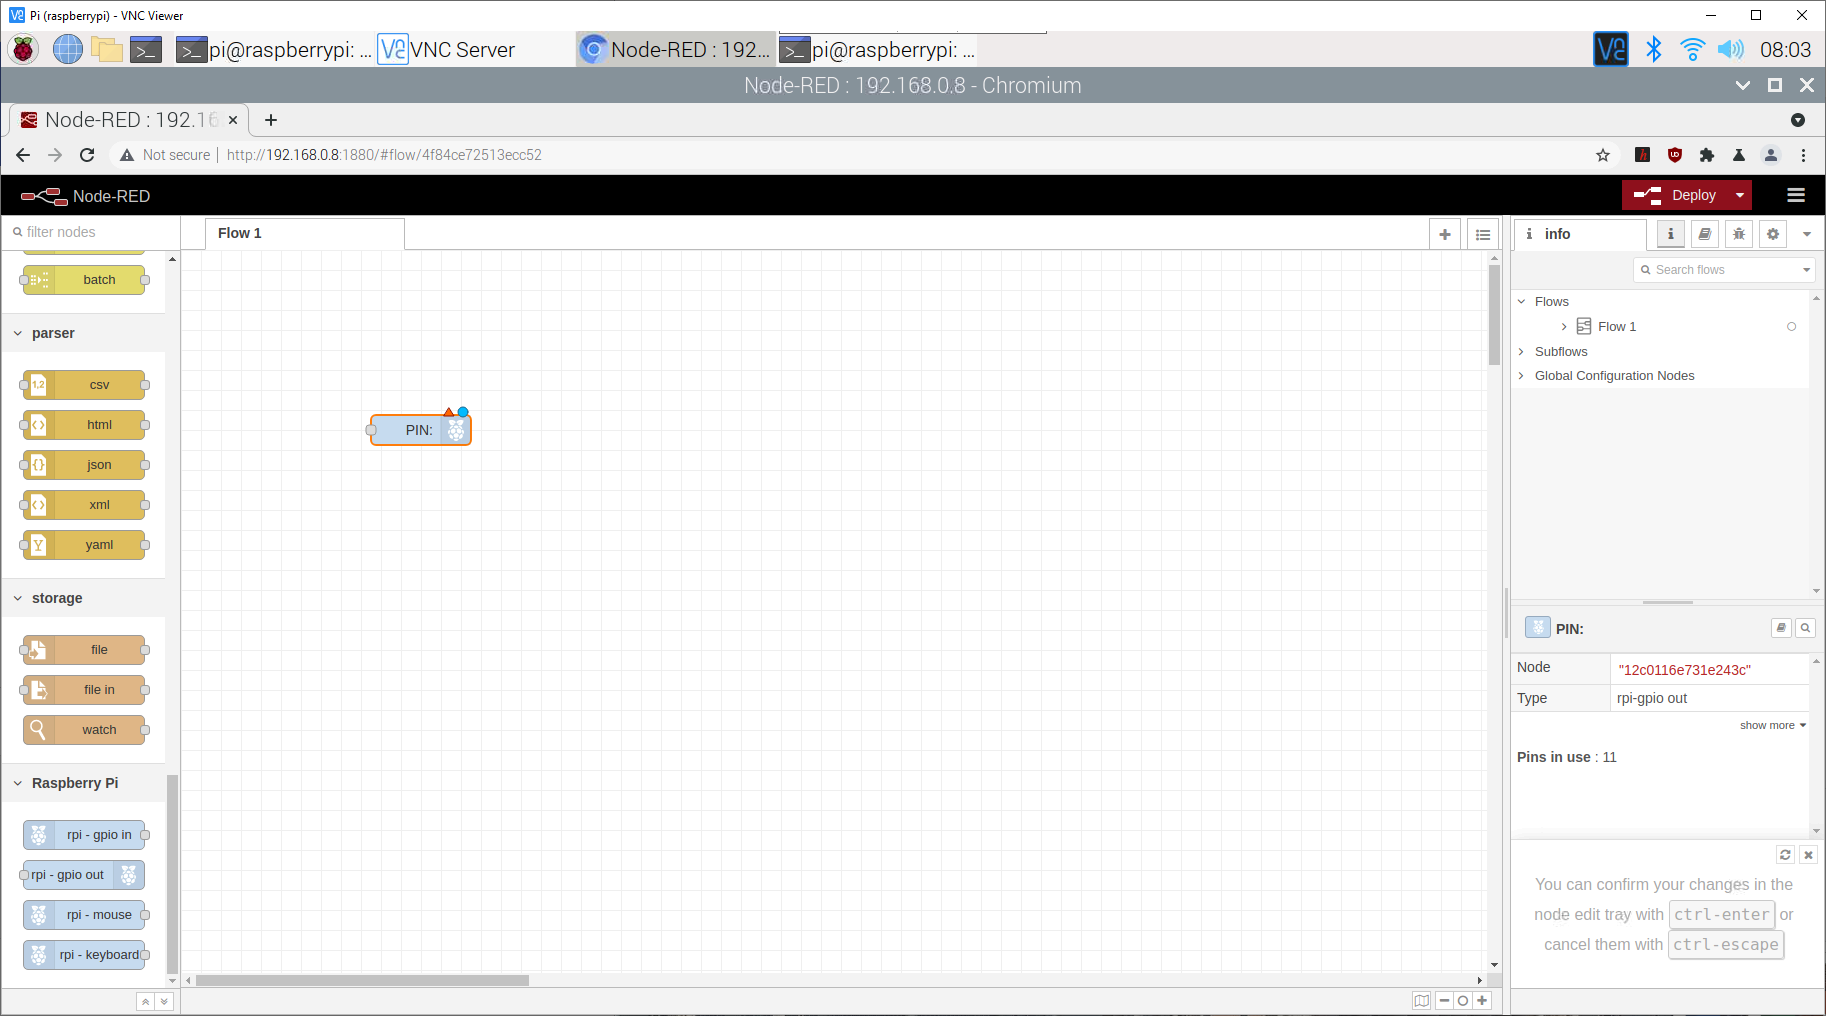 Pi (raspberrypi) - VNC Viewer
pi@raspberrypi: ...
VNC Server
Node-RED : 192...
pi@raspberrypi: ...
08:03
Node-RED : 192.168.0.8 - Chromium
Node-RED : 192.16
Not secure
http://192.168.0.8:1880/#flow/4f84ce72513ecc52
Node-RED
Deploy
filter nodes
Flow 1
info
Search flows
batch
parser
csv
html
json
xml
yaml
storage
file
file in
watch
Raspberry Pi
rpi - gpio in
rpi - gpio out
rpi - mouse
rpi - keyboard
PIN:
Flows
Flow 1
Subflows
Global Configuration Nodes
PIN:
Node "12c0116e731e243c"
Type rpi-gpio out
show more
Pins in use : 11
You can confirm your changes in the
node edit tray with ctrl-enter or
cancel them with ctrl-escape